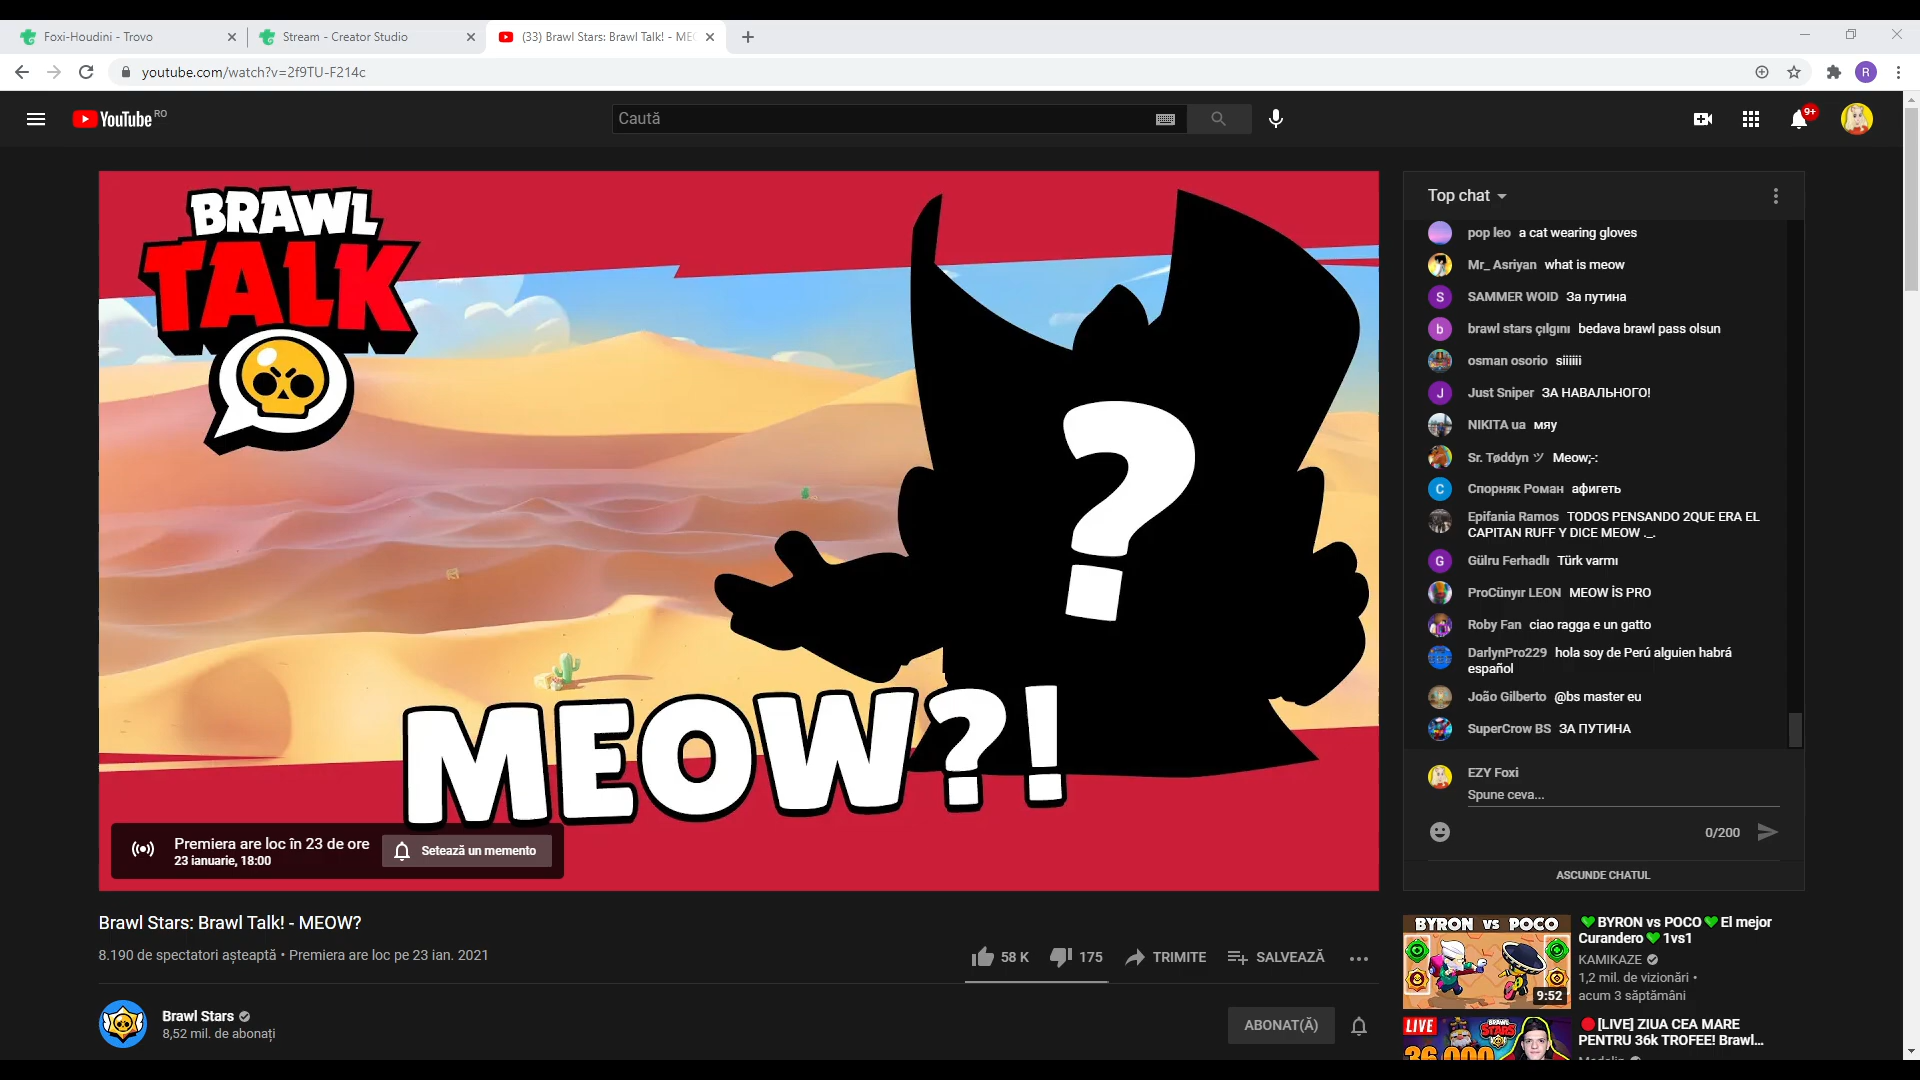 Foxi-Houdini - Trovo
Stream - Creator Studio
(33) Brawl Stars: Brawl Talk! - MEO
youtube.com/watch?v=2f9TU-F214c
R
YouTube RO
Caută
9+
BRAWL
TALK
?
MEOW?!
Premiera are loc în 23 de ore
23 ianuarie, 18:00
Setează un memento
Brawl Stars: Brawl Talk! - MEOW?
8.190 de spectatori așteaptă • Premiera are loc pe 23 ian. 2021
58 K
175
TRIMITE
SALVEAZĂ
Brawl Stars
8,52 mil. de abonați
ABONAT(Ă)
Top chat
pop leo a cat wearing gloves
Mr_ Asriyan what is meow
S SAMMER WOID За путина
b brawl stars çılgını bedava brawl pass olsun
osman osorio siiiiii
J Just Sniper ЗА НАВАЛЬНОГО!
NIKITA ua мяу
Sr. Tøddyn ツ Meow;-:
С Спорняк Роман афигеть
Epifania Ramos TODOS PENSANDO 2QUE ERA EL
CAPITAN RUFF Y DICE MEOW ._.
G Gülru Ferhadlı Türk varmı
ProCünyır LEON MEOW İS PRO
Roby Fan ciao ragga e un gatto
DarlynPro229 hola soy de Perú alguien habrá
español
João Gilberto @bs master eu
SuperCrow BS ЗА ПУТИНА
EZY Foxi
Spune ceva...
0/200
ASCUNDE CHATUL
BYRON VS POCO
9:52
💚BYRON vs POCO💚El mejor
Curandero💚1vs1
KAMIKAZE
1,2 mil. de vizionări •
acum 3 săptămâni
LIVE
BRAWL STARS
36 000
🔴[LIVE] ZIUA CEA MARE
PENTRU 36k TROFEE! Brawl...